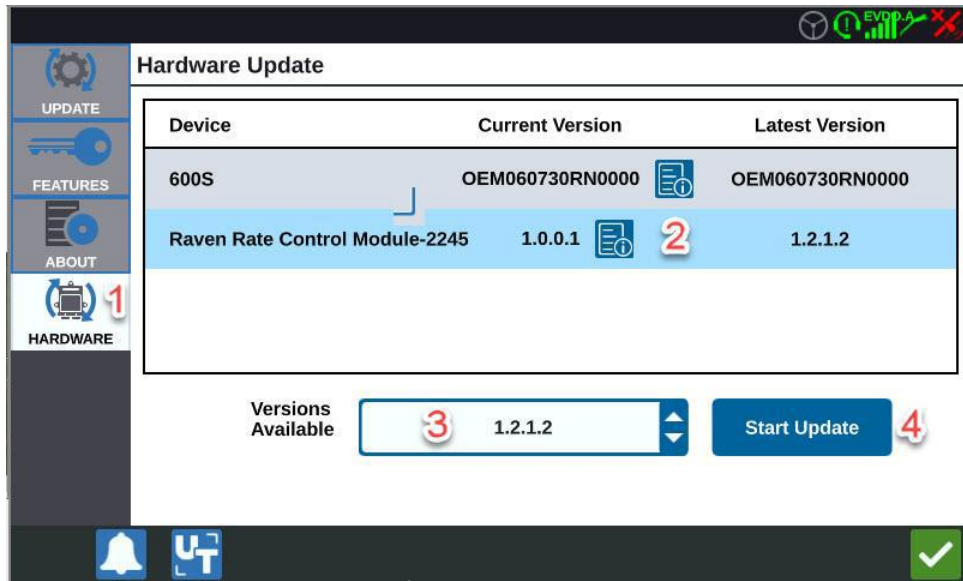 EVDO-A
Hardware Update
UPDATE
FEATURES
ABOUT
HARDWARE
1
Device Current Version Latest Version
600S OEM060730RN0000 OEM060730RN0000
Raven Rate Control Module-2245 1.0.0.1 2 1.2.1.2
Versions
Available
3 1.2.1.2
Start Update 4
UT